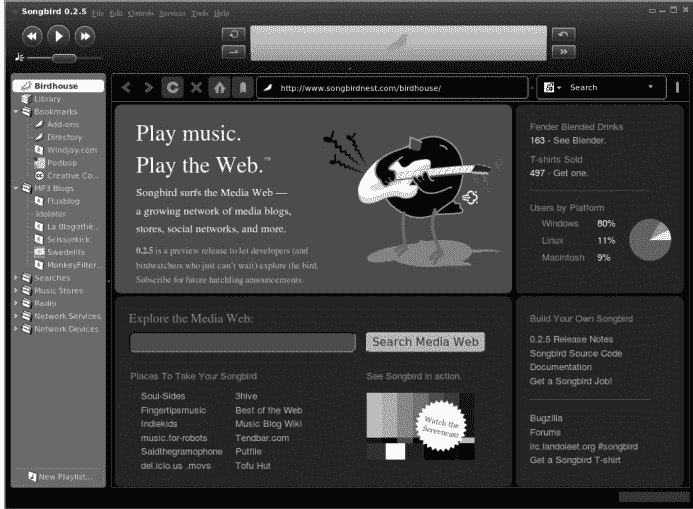 Songbird 0.2.5 File Edit Controls Services Tools Help
http://www.songbirdnest.com/birdhouse/
Search
Birdhouse
Library
Bookmarks
Add-ons
Directory
Windjay.com
Podbop
Creative Co...
MP3 Blogs
Fluxblog
Idolator
La Blogothè...
Scissorkick
Swedelife
MonkeyFilter...
Searches
Music Stores
Radio
Network Services
Network Devices
New Playlist...
Play music.
Play the Web.™
Songbird surfs the Media Web —
a growing network of media blogs,
stores, social networks, and more.
0.2.5 is a preview release to let developers (and
birdwatchers who just can't wait) explore the bird.
Subscribe for future hatchling announcements.
Fender Blended Drinks
163 - See Blender.
T-shirts Sold
497 - Get one.
Users by Platform
Windows 80%
Linux 11%
Macintosh 9%
Explore the Media Web:
Search Media Web
Places To Take Your Songbird
Soul-Sides
Fingertipsmusic
Indiekids
music.for-robots
Saidthegramophone
del.icio.us .movs
3hive
Best of the Web
Music Blog Wiki
Tendbar.com
Putfile
Tofu Hut
See Songbird in action.
Watch the
Screencast
Build Your Own Songbird
0.2.5 Release Notes
Songbird Source Code
Documentation
Get a Songbird Job!
Bugzilla
Forums
irc.landoleet.org #songbird
Get a Songbird T-shirt